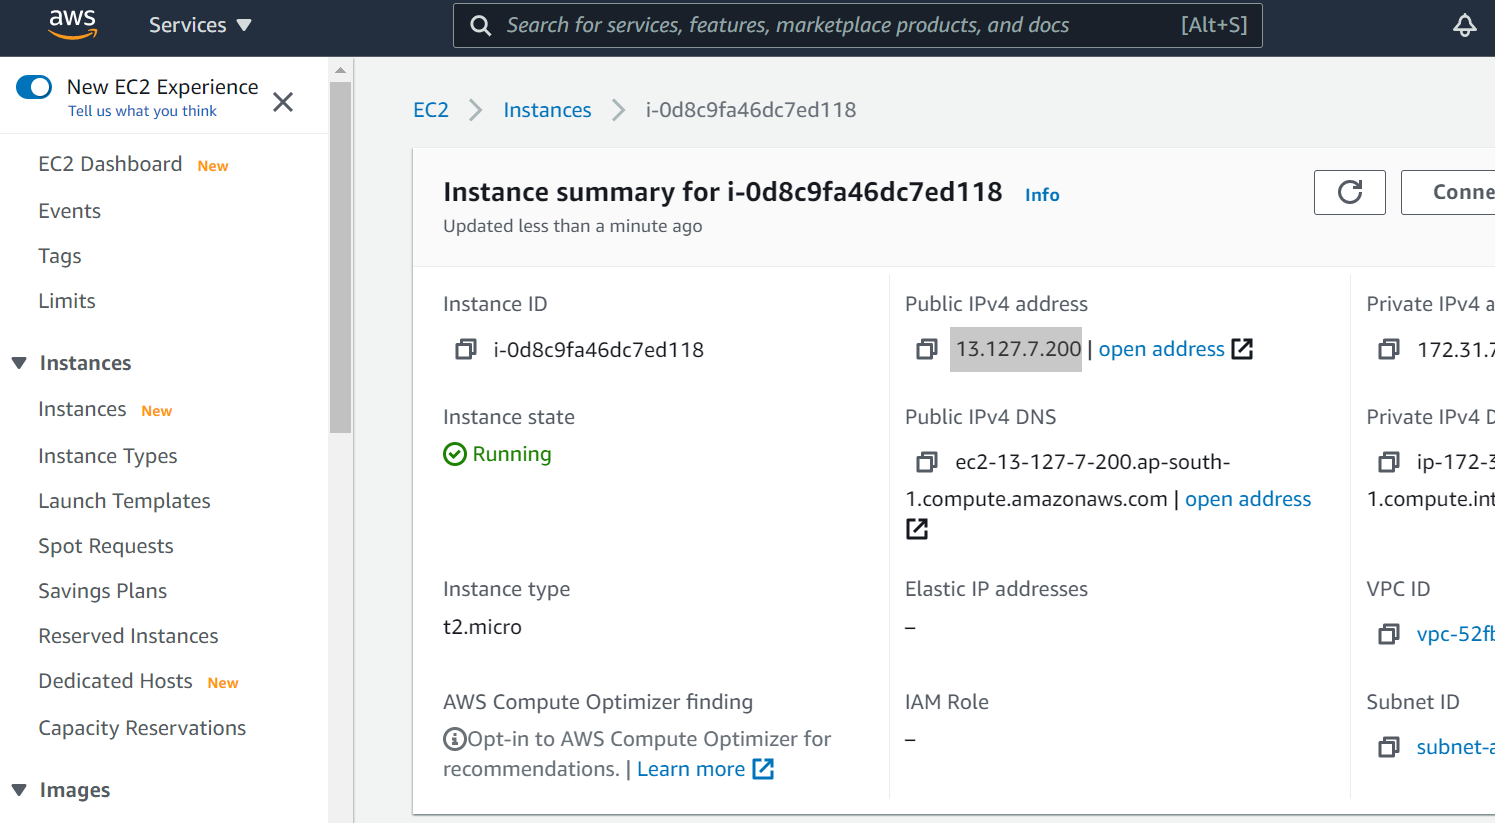 aws
Services
Search for services, features, marketplace products, and docs [Alt+S]
New EC2 Experience
Tell us what you think
EC2 Dashboard New
Events
Tags
Limits
Instances
Instances New
Instance Types
Launch Templates
Spot Requests
Savings Plans
Reserved Instances
Dedicated Hosts New
Capacity Reservations
Images
EC2 Instances i-0d8c9fa46dc7ed118
Instance summary for i-0d8c9fa46dc7ed118 Info
Updated less than a minute ago
Conne
Instance ID
i-0d8c9fa46dc7ed118
Instance state
Running
Instance type
t2.micro
AWS Compute Optimizer finding
Opt-in to AWS Compute Optimizer for
recommendations. | Learn more
Public IPv4 address
13.127.7.200 | open address
Public IPv4 DNS
ec2-13-127-7-200.ap-south-
1.compute.amazonaws.com | open address
Elastic IP addresses
–
IAM Role
–
Private IPv4 a
172.31.7
Private IPv4 D
ip-172-3
1.compute.int
VPC ID
vpc-52fb
Subnet ID
subnet-a